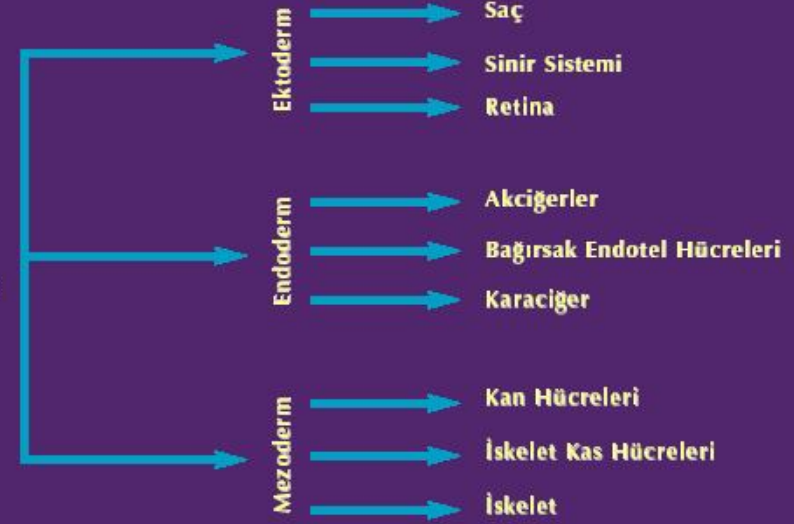 Ektoderm
Saç
Sinir Sistemi
Retina
Endoderm
Akciğerler
Bağırsak Endotel Hücreleri
Karaciğer
Mezoderm
Kan Hücreleri
İskelet Kas Hücreleri
İskelet